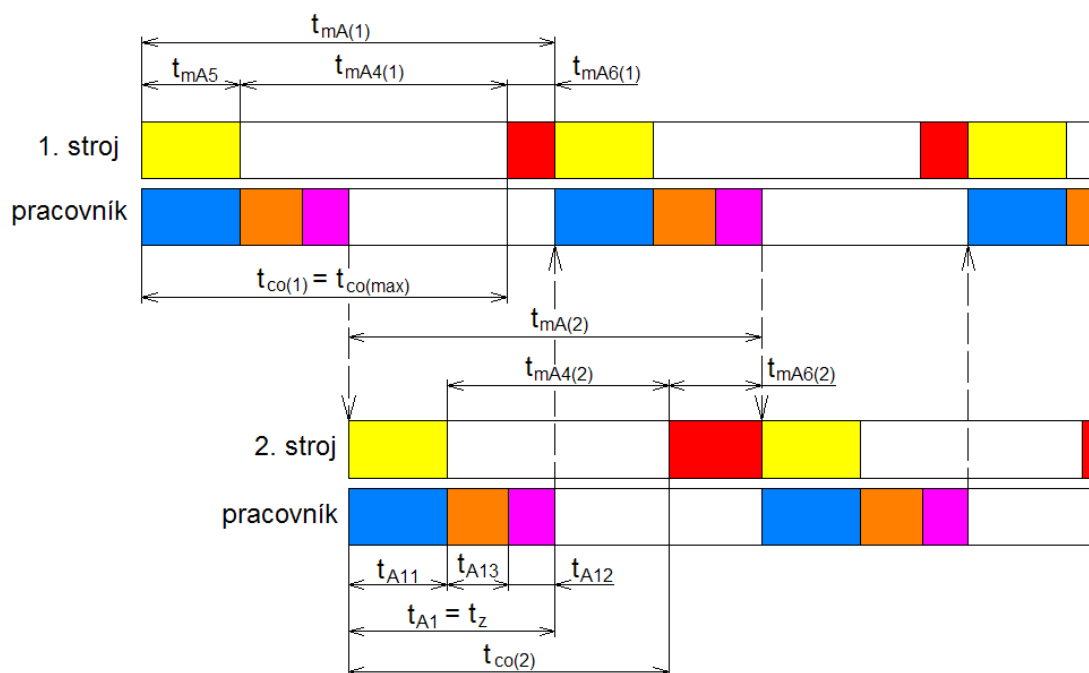 tmA(1)
tmA5
tmA4(1)
tmA6(1)
1. stroj
pracovník
tco(1) = tco(max)
tmA(2)
tmA4(2)
tmA6(2)
2. stroj
pracovník
tA11
tA13
tA12
tA1 = tz
tco(2)